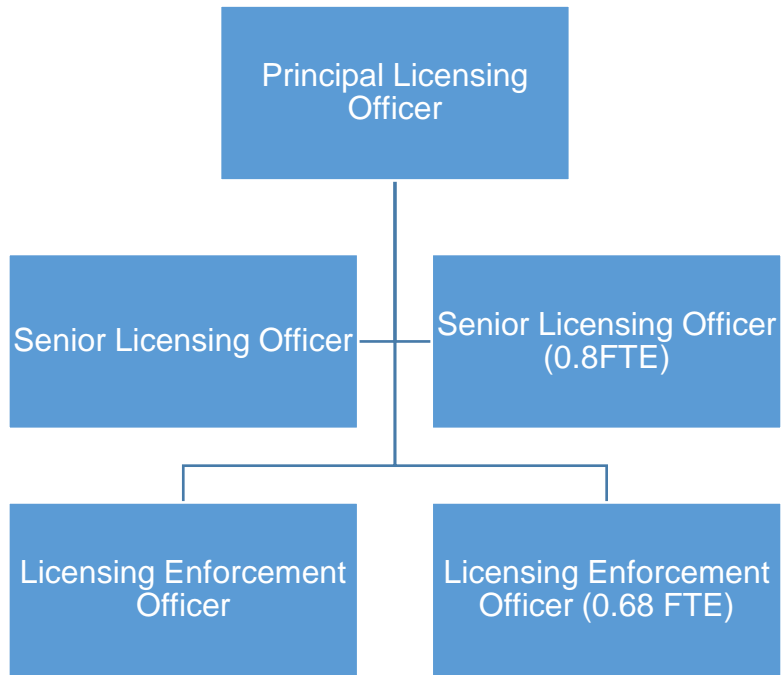 Principal Licensing
Officer
Senior Licensing Officer
Senior Licensing Officer
(0.8FTE)
Licensing Enforcement
Officer
Licensing Enforcement
Officer (0.68 FTE)